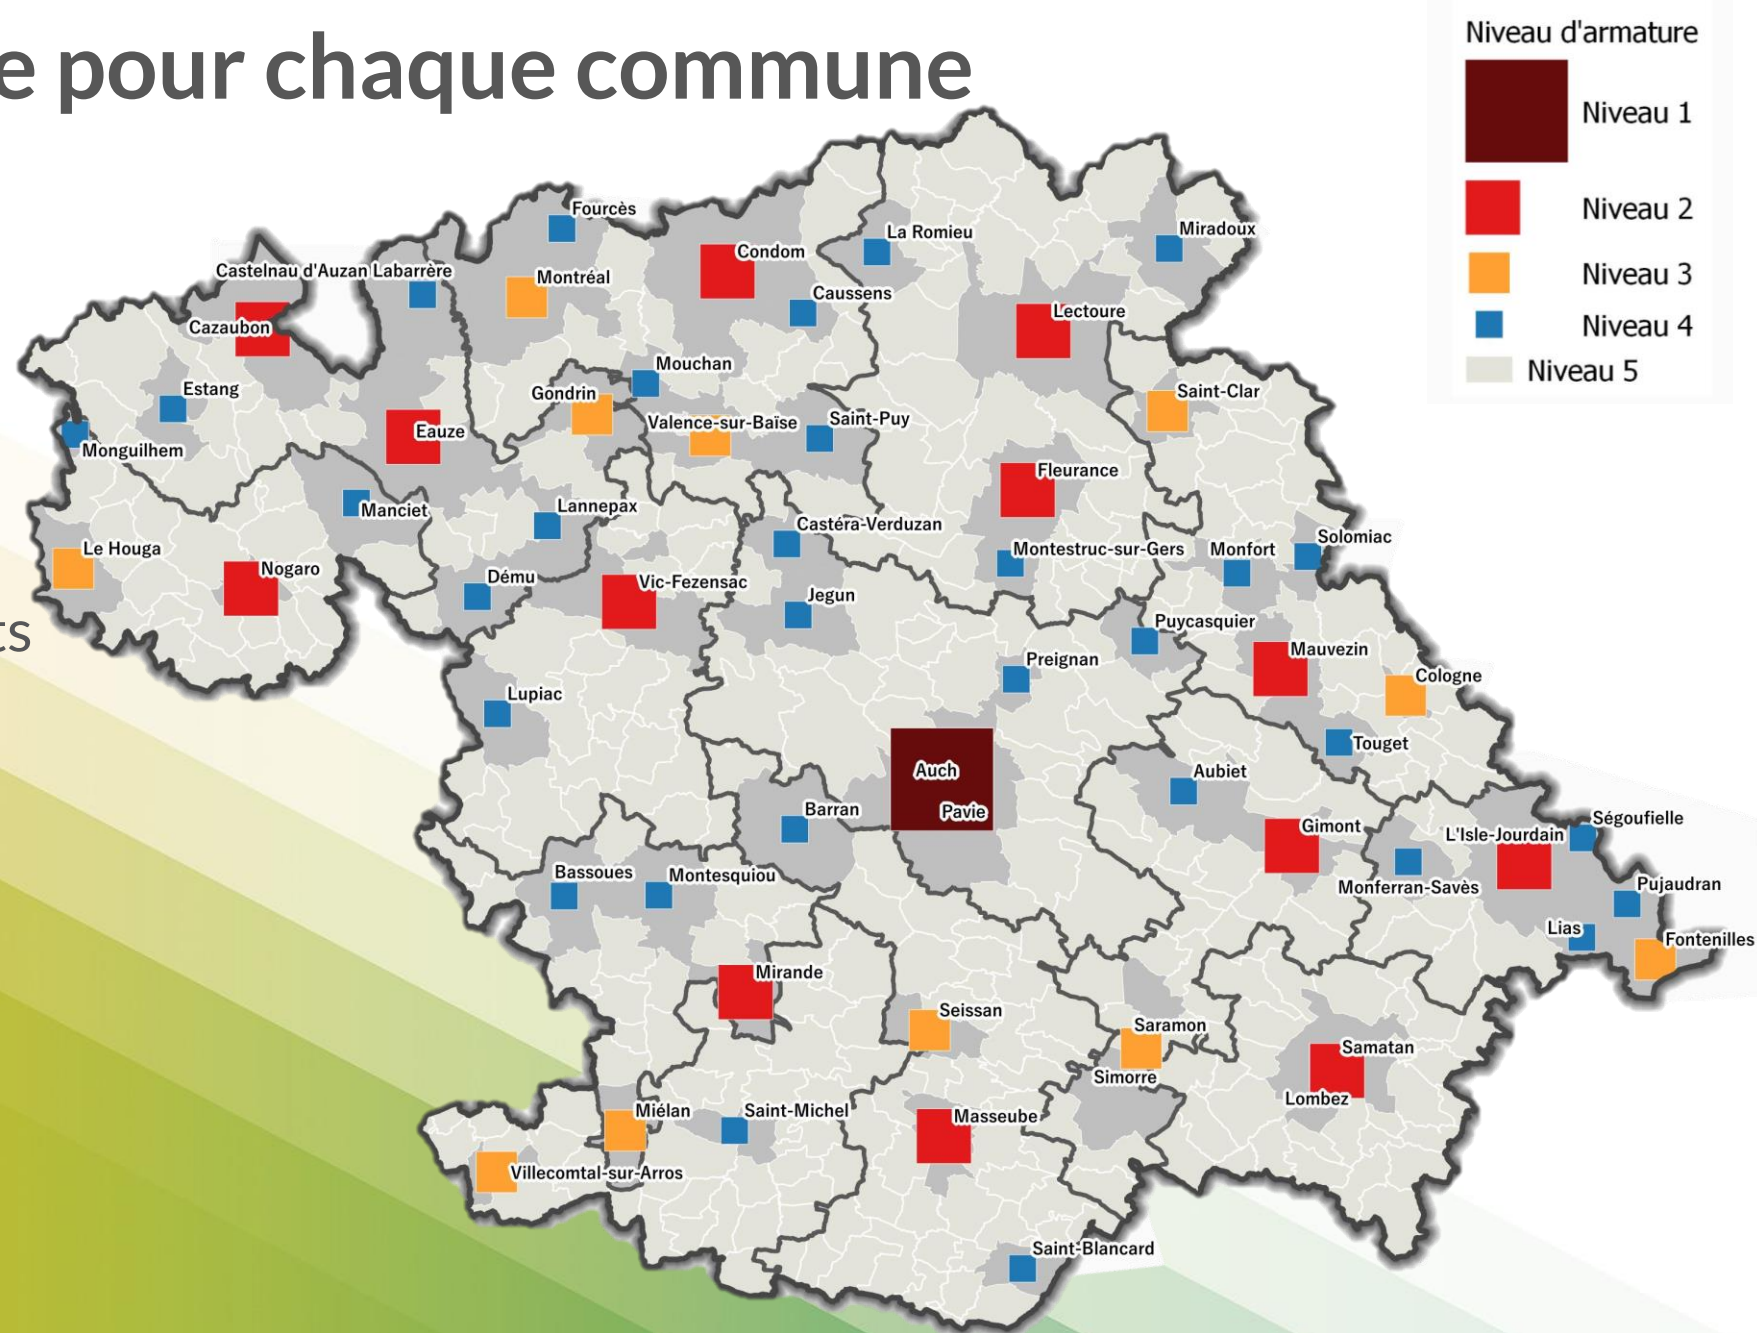 e pour chaque commune
Niveau d'armature
Niveau 1
Niveau 2
Niveau 3
Niveau 4
Niveau 5
Fourcès
La Romieu
Miradoux
Condom
Castelnau d'Auzan Labarrère
Montréal
Caussens
Lectoure
Cazaubon
Mouchan
Estang
Gondrin
Saint-Clar
Valence-sur-Baïse
Saint-Puy
Eauze
Monguilhem
Fleurance
Manciet
Lannepax
Castéra-Verduzan
Solomiac
Le Houga
Montestruc-sur-Gers
Monfort
Nogaro
Dému
Vic-Fezensac
Jegun
Puycasquier
ts
Mauvezin
Preignan
Cologne
Lupiac
Touget
Auch
Aubiet
Pavie
Barran
Ségoufielle
Gimont
L'Isle-Jourdain
Bassoues
Montesquiou
Monferran-Savès
Pujaudran
Lias
Fontenilles
Mirande
Seissan
Saramon
Samatan
Simorre
Lombez
Miélan
Saint-Michel
Masseube
Villecomtal-sur-Arros
Saint-Blancard